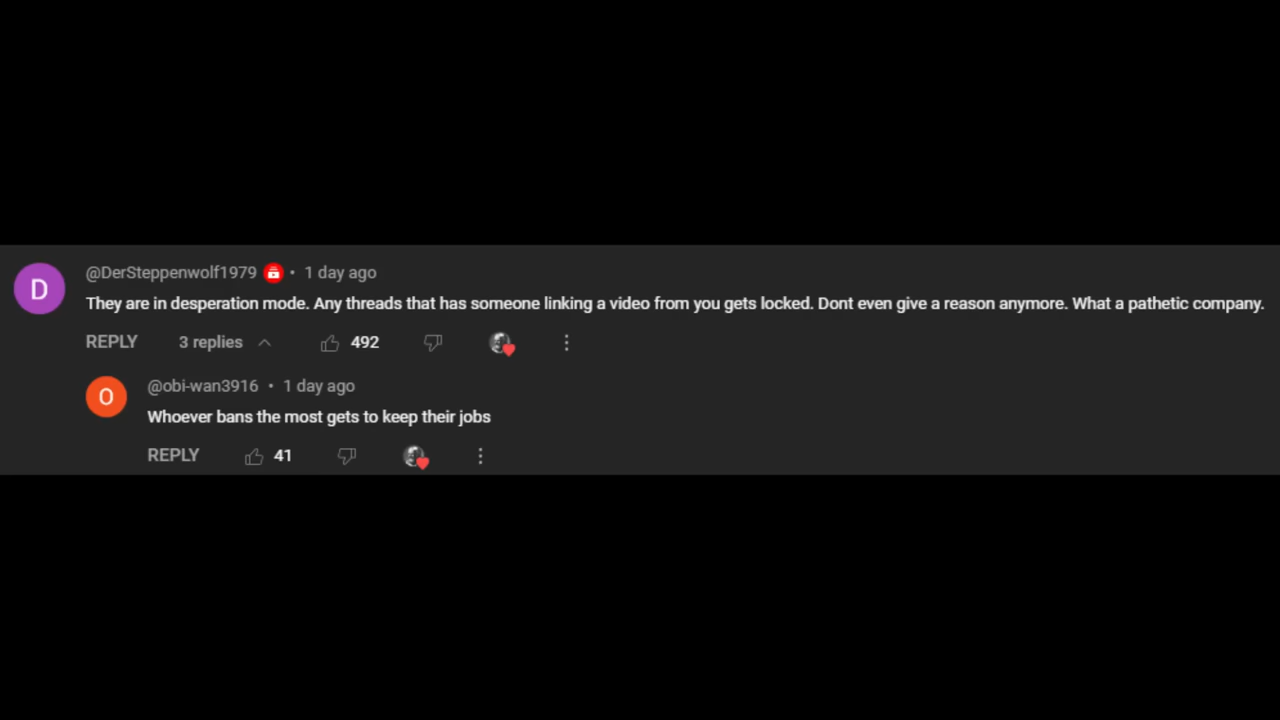 D
@DerSteppenwolf1979 • 1 day ago
They are in desperation mode. Any threads that has someone linking a video from you gets locked. Dont even give a reason anymore. What a pathetic company.
REPLY 3 replies 492
O
@obi-wan3916 • 1 day ago
Whoever bans the most gets to keep their jobs
REPLY 41